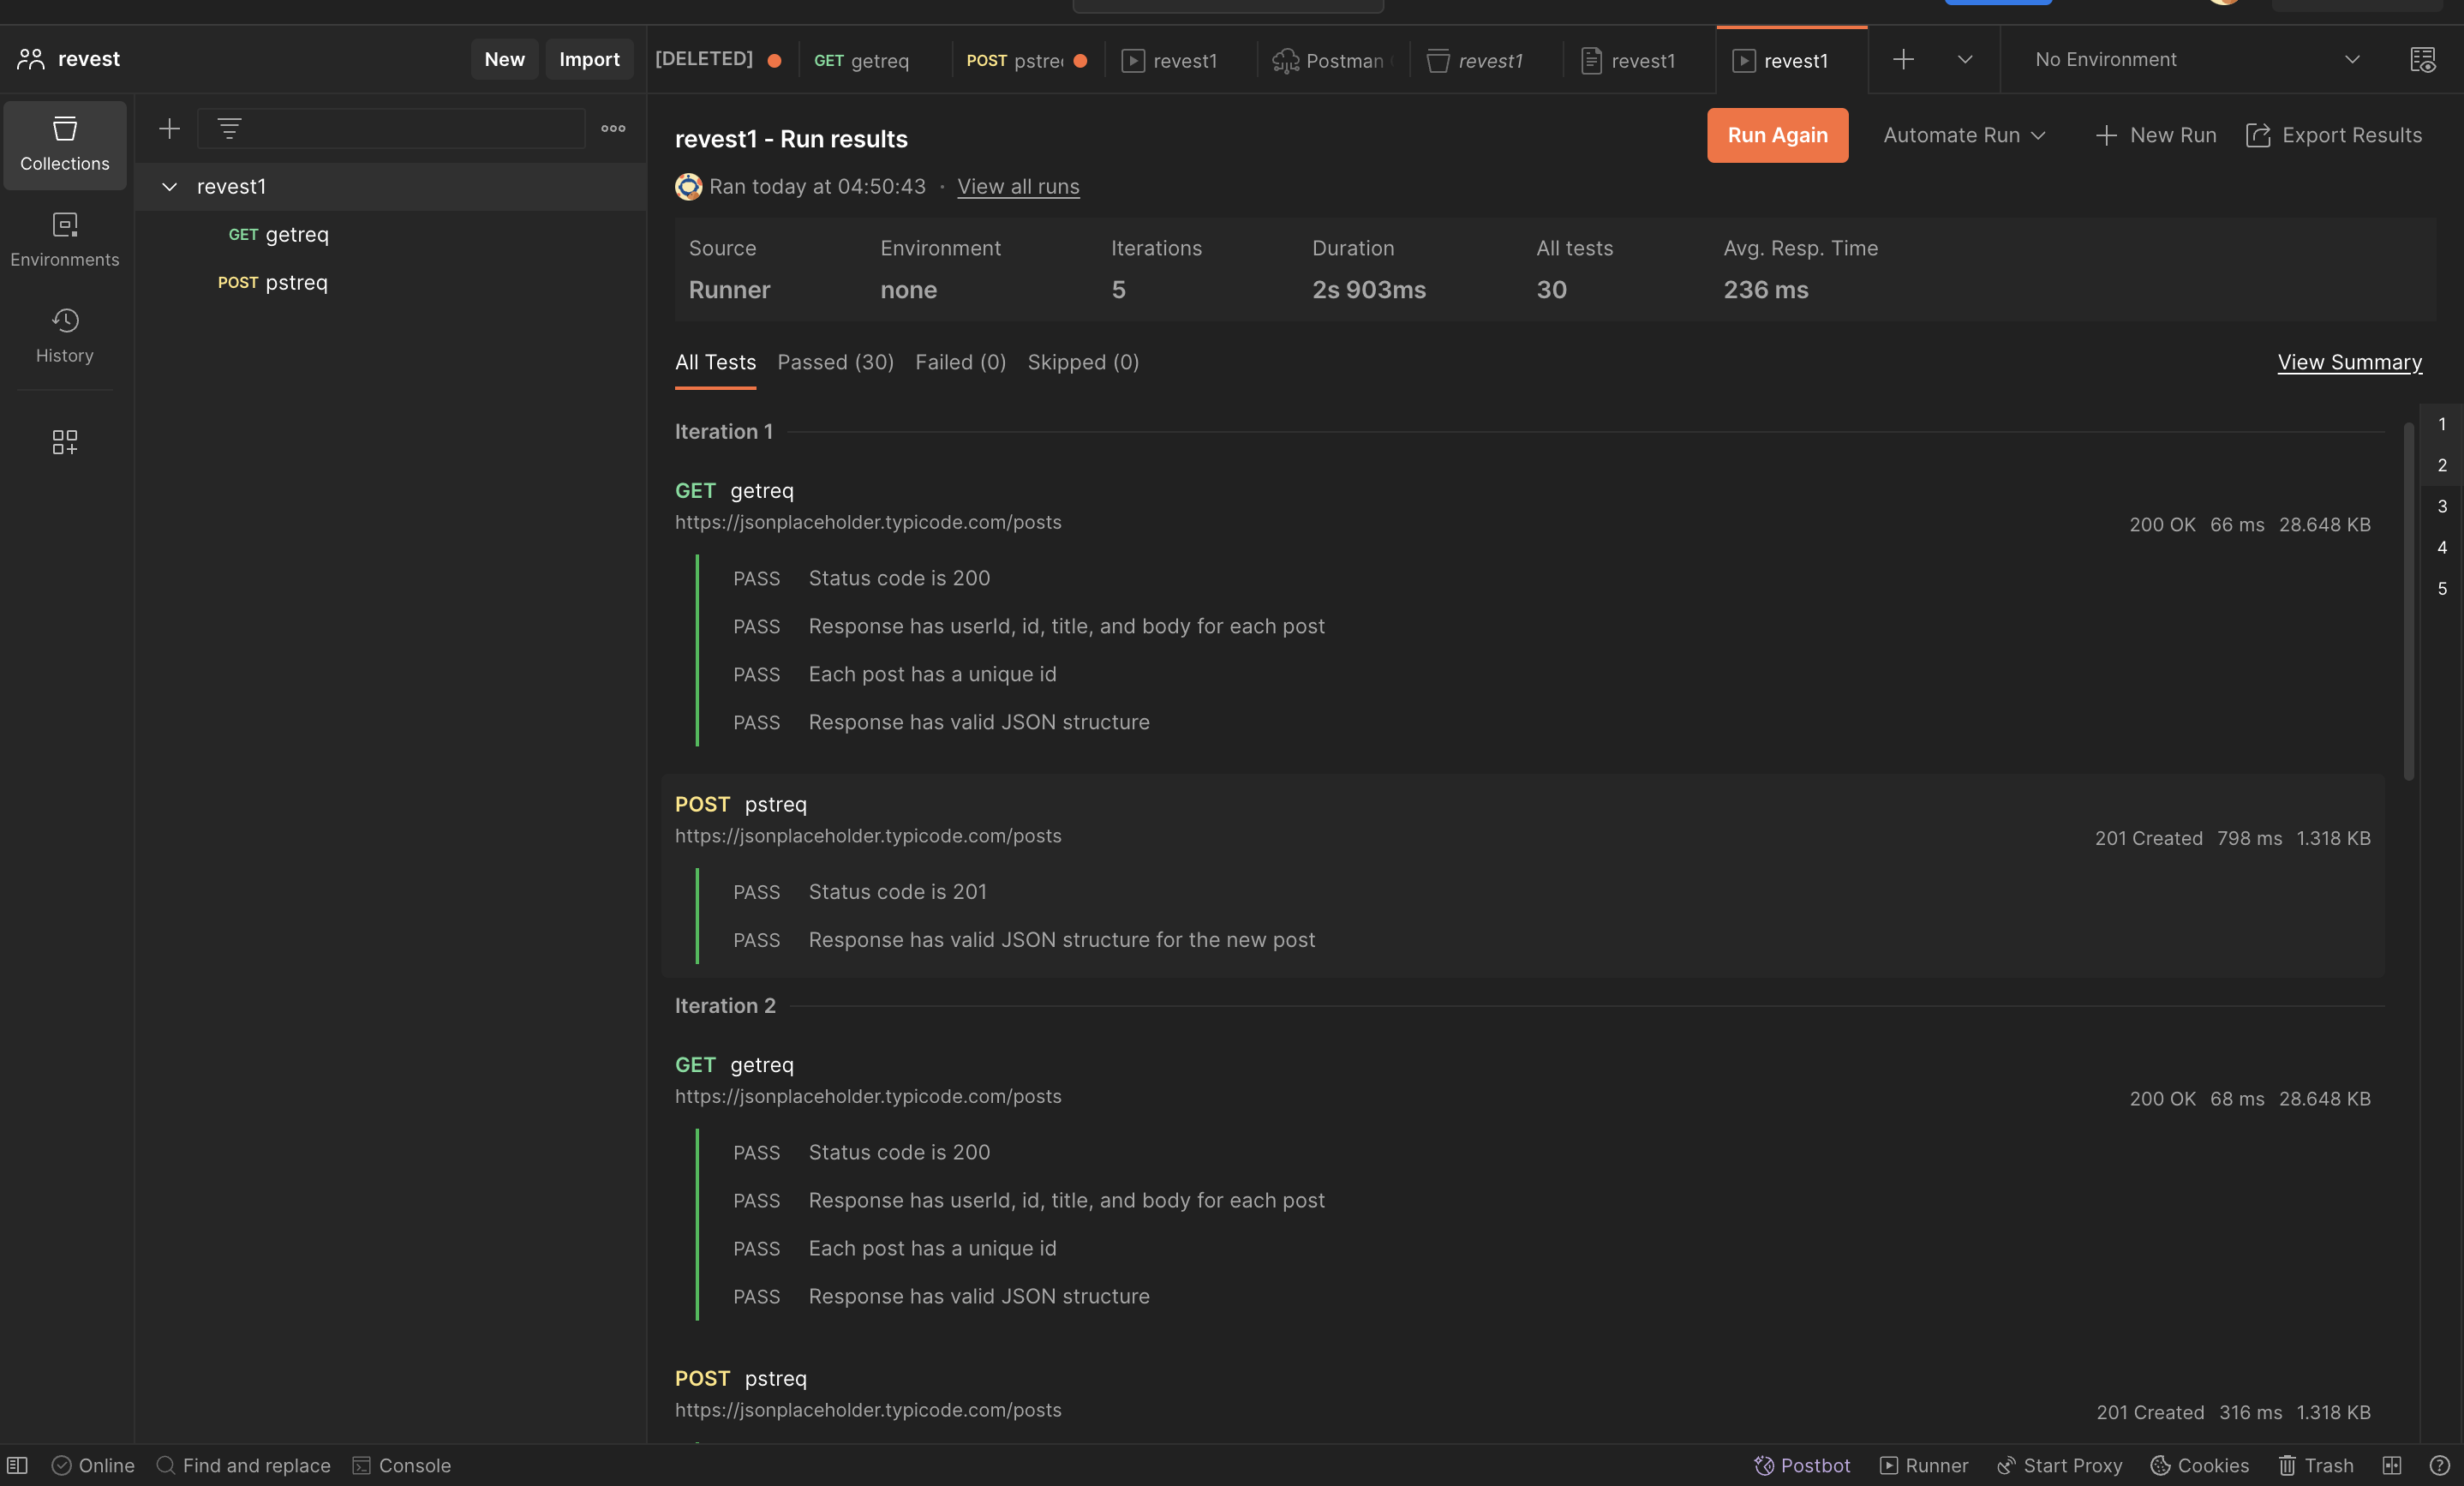 revest
New
Import
[DELETED]
GET getreq
POST pstre
revest1
Postman
revest1
revest1
revest1
No Environment
Collections
Environments
History
revest1
GET getreq
POST pstreq
revest1 - Run results
Run Again
Automate Run
New Run
Export Results
Ran today at 04:50:43 · View all runs
Source Environment Iterations Duration All tests Avg. Resp. Time
Runner none 5 2s 903ms 30 236 ms
All Tests Passed (30) Failed (0) Skipped (0)
View Summary
1
2
3
4
5
Iteration 1
GET getreq
https://jsonplaceholder.typicode.com/posts
200 OK 66 ms 28.648 KB
PASS Status code is 200
PASS Response has userId, id, title, and body for each post
PASS Each post has a unique id
PASS Response has valid JSON structure
POST pstreq
https://jsonplaceholder.typicode.com/posts
201 Created 798 ms 1.318 KB
PASS Status code is 201
PASS Response has valid JSON structure for the new post
Iteration 2
GET getreq
https://jsonplaceholder.typicode.com/posts
200 OK 68 ms 28.648 KB
PASS Status code is 200
PASS Response has userId, id, title, and body for each post
PASS Each post has a unique id
PASS Response has valid JSON structure
POST pstreq
https://jsonplaceholder.typicode.com/posts
201 Created 316 ms 1.318 KB
Online
Find and replace
Console
Postbot
Runner
Start Proxy
Cookies
Trash